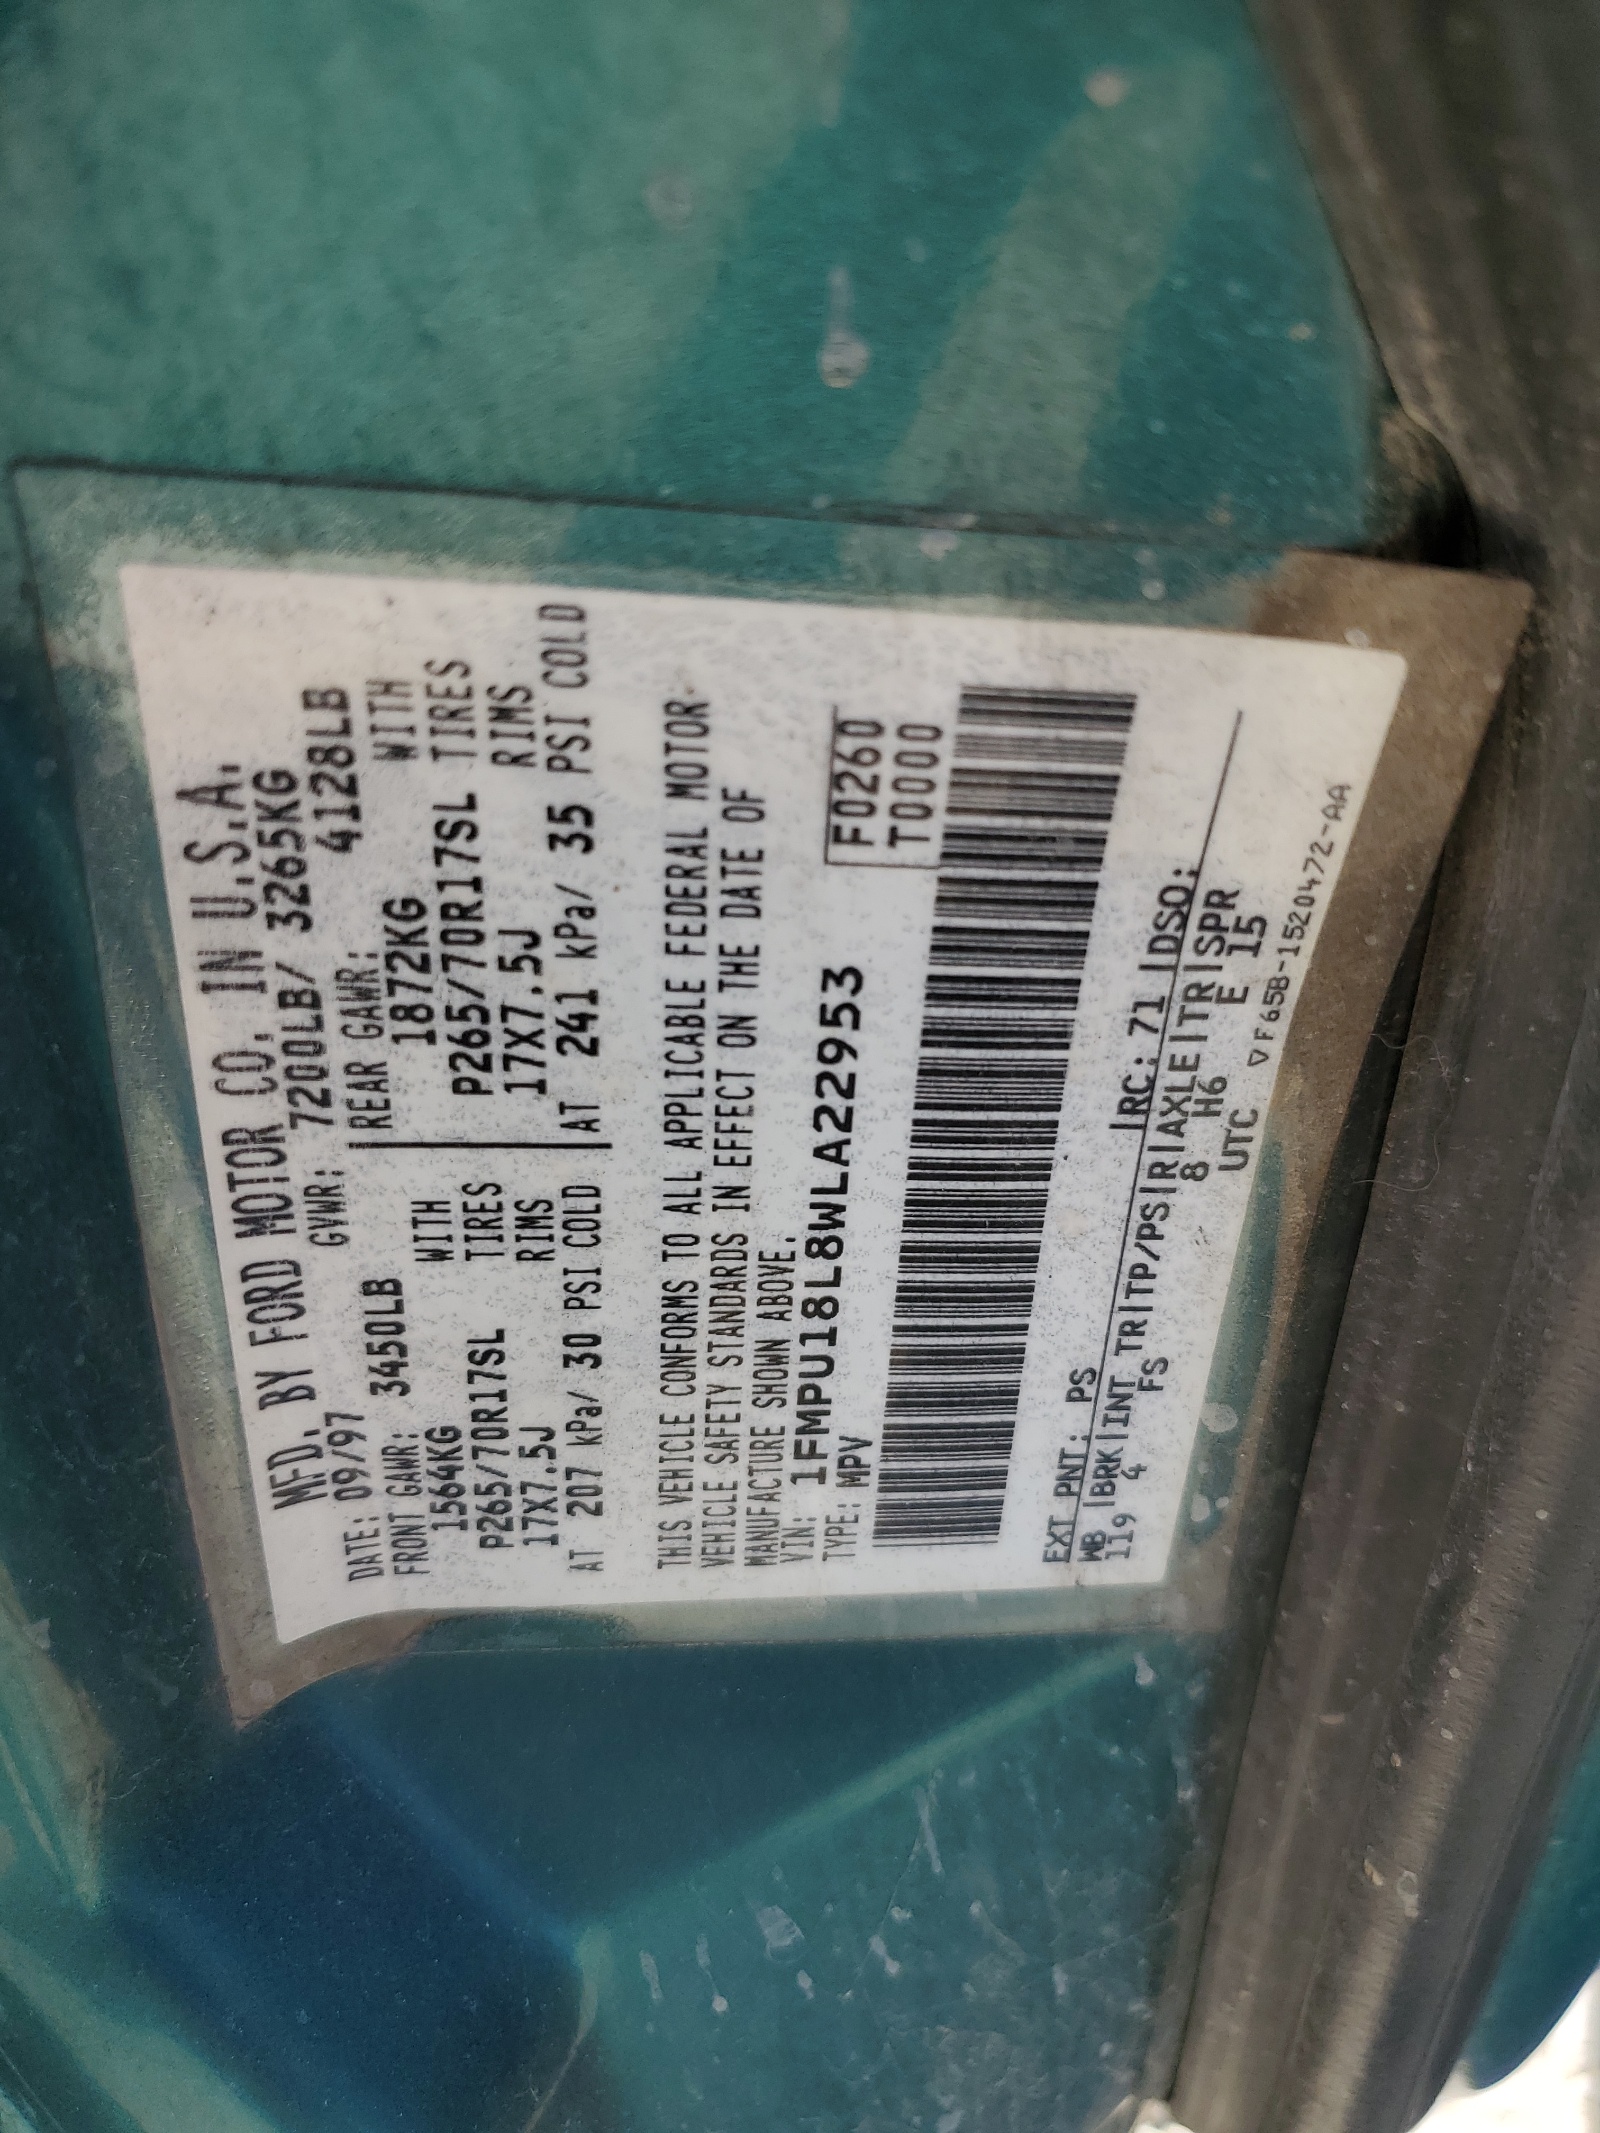 MFD. BY FORD MOTOR CO. IN U.S.A.
DATE: 09/97 GVWR: 7200LB/ 3265KG
FRONT GAWR: 3450LB REAR GAWR: 4128LB
1564KG WITH 1872KG WITH
P265/70R17SL TIRES P265/70R17SL TIRES
17X7.5J RIMS 17X7.5J RIMS
AT 207 kPa/ 30 PSI COLD AT 241 kPa/ 35 PSI COLD
THIS VEHICLE CONFORMS TO ALL APPLICABLE FEDERAL MOTOR
VEHICLE SAFETY STANDARDS IN EFFECT ON THE DATE OF
MANUFACTURE SHOWN ABOVE.
VIN: 1FMPU18L8WLA22953 F0260
TYPE: MPV T0000
EXT PNT: PS RC: 71 DSO:
WB |BRK|INT TR|TP/PS|R|AXLE|TR|SPR
119 4 FS 8 H6 E 15
UTC
▽F65B-1520472-AA